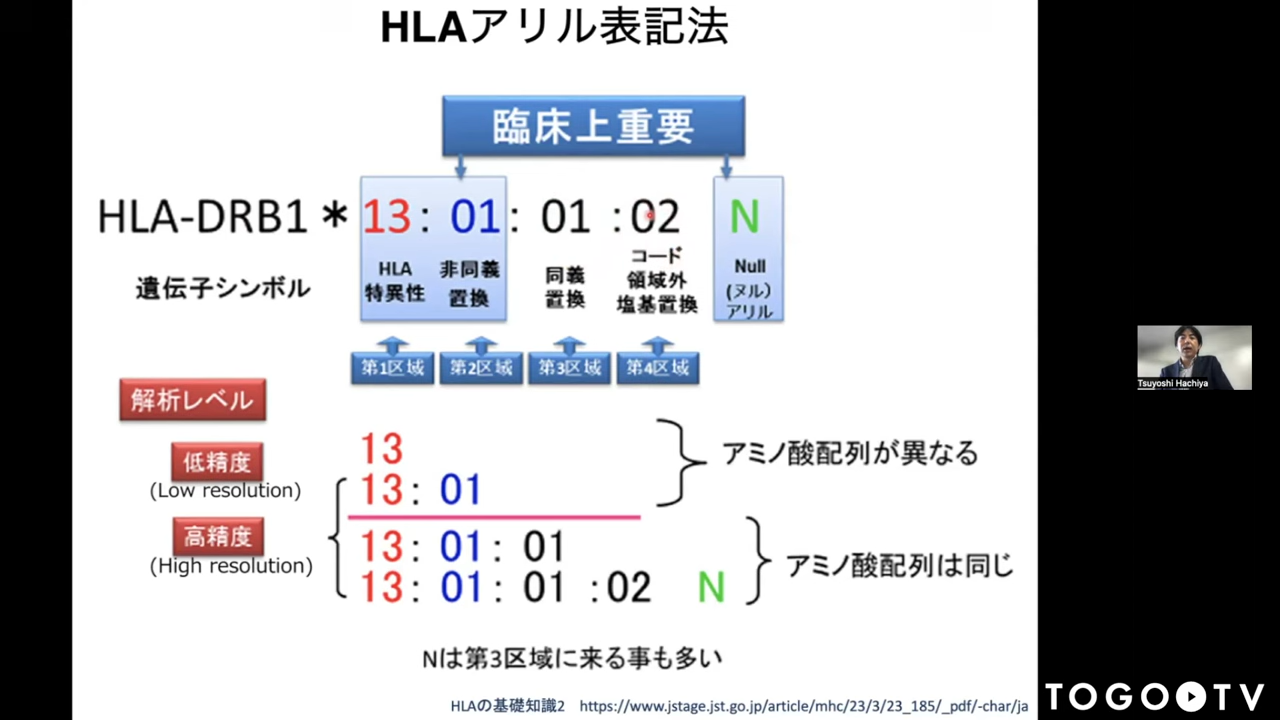 HLAアリル表記法
臨床上重要
HLA-DRB1 * 13: 01: 01 :02 N
遺伝子シンボル
HLA
特異性
非同義
置換
同義
置換
コード
領域外
塩基置換
Null
(ヌル)
アリル
第1区域 第2区域 第3区域 第4区域
解析レベル
低精度
(Low resolution)
高精度
(High resolution)
13
13: 01
アミノ酸配列が異なる
13: 01: 01
13: 01: 01 :02 N
アミノ酸配列は同じ
Nは第3区域に来る事も多い
HLAの基礎知識2 https://www.jstage.jst.go.jp/article/mhc/23/3/23_185/_pdf/-char/ja
Tsuyoshi Hachiya
TOGO TV